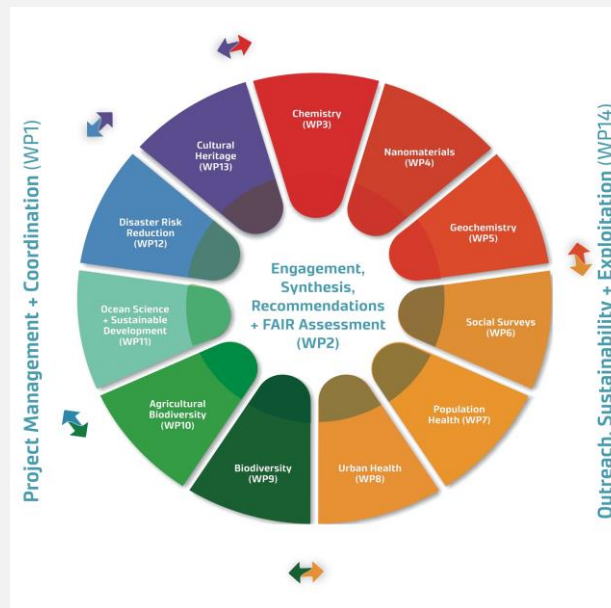 Project Management + Coordination (WP1)
Chemistry
(WP3)
Nanomaterials
(WP4)
Geochemistry
(WP5)
Social Surveys
(WP6)
Population
Health (WP7)
Urban Health
(WP8)
Biodiversity
(WP9)
Agricultural
Biodiversity
(WP10)
Ocean Science
+ Sustainable
Development
(WP11)
Disaster Risk
Reduction
(WP12)
Cultural
Heritage
(WP13)
Engagement,
Synthesis,
Recommendations
+ FAIR Assessment
(WP2)
Outreach, Sustainability + Exploitation (WP14)